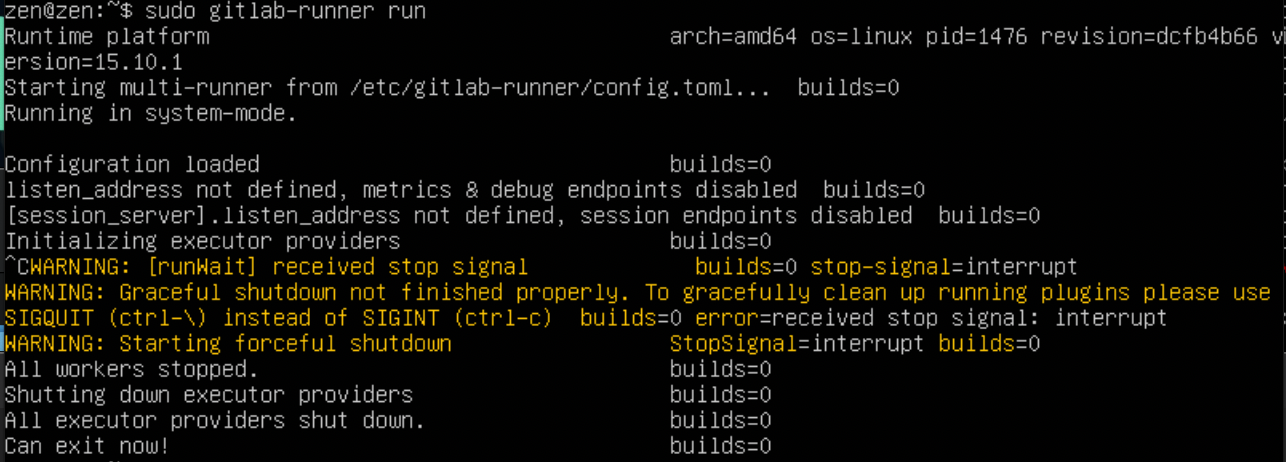 zen@zen:~$ sudo gitlab-runner run
Runtime platform                                    arch=amd64 os=linux pid=1476 revision=dcfb4b66 v
ersion=15.10.1
Starting multi-runner from /etc/gitlab-runner/config.toml...  builds=0
Running in system-mode.

Configuration loaded                                builds=0
listen_address not defined, metrics & debug endpoints disabled  builds=0
[session_server].listen_address not defined, session endpoints disabled  builds=0
Initializing executor providers                     builds=0
^CWARNING: [runWait] received stop signal             builds=0 stop-signal=interrupt
WARNING: Graceful shutdown not finished properly. To gracefully clean up running plugins please use
SIGQUIT (ctrl-\) instead of SIGINT (ctrl-c)  builds=0 error=received stop signal: interrupt
WARNING: Starting forceful shutdown                 StopSignal=interrupt builds=0
All workers stopped.                                builds=0
Shutting down executor providers                    builds=0
All executor providers shut down.                   builds=0
Can exit now!                                       builds=0